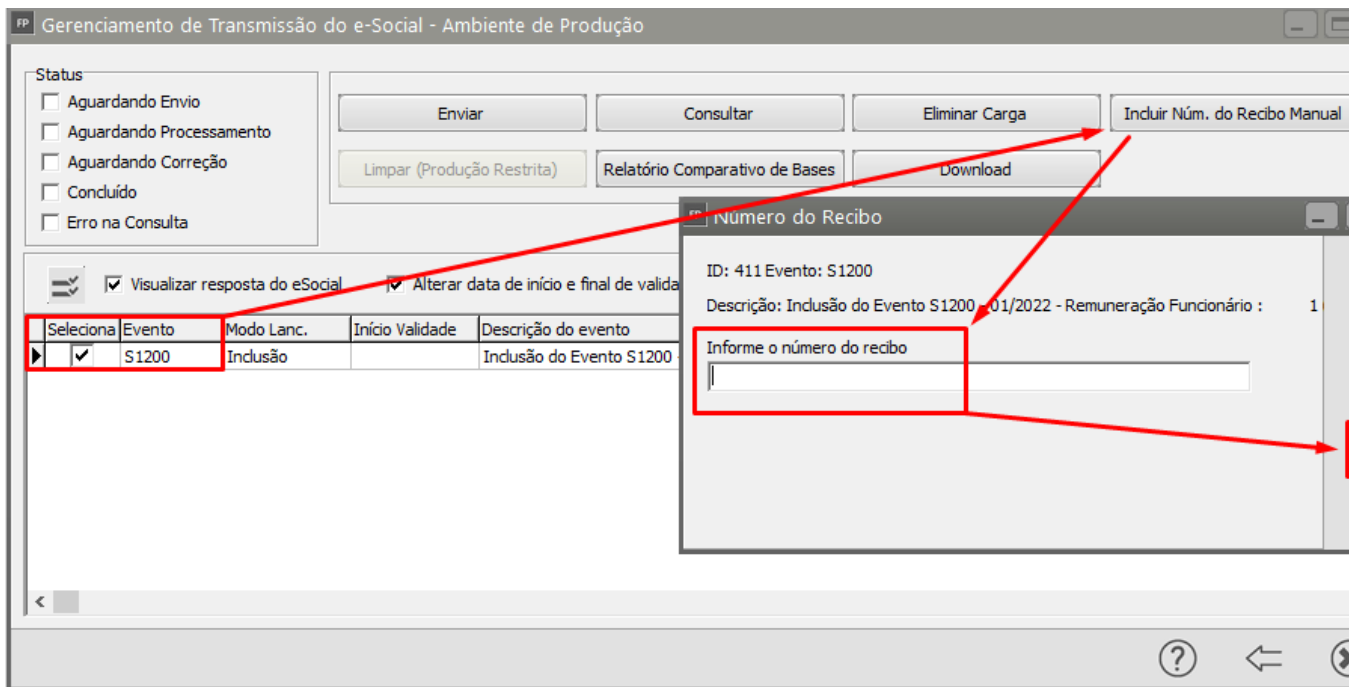 FP Gerenciamento de Transmissão do e-Social - Ambiente de Produção
Status
Aguardando Envio
Aguardando Processamento
Aguardando Correção
Concluído
Erro na Consulta
Enviar Consultar Eliminar Carga Incluir Núm. do Recibo Manual
Limpar (Produção Restrita) Relatório Comparativo de Bases Download
FP Número do Recibo
ID: 411 Evento: S1200
Descrição: Inclusão do Evento S1200 - 01/2022 - Remuneração Funcionário : 1
Informe o número do recibo
Visualizar resposta do eSocial Alterar data de início e final de valida
Seleciona Evento Modo Lanc. Início Validade Descrição do evento
S1200 Inclusão Inclusão do Evento S1200 -